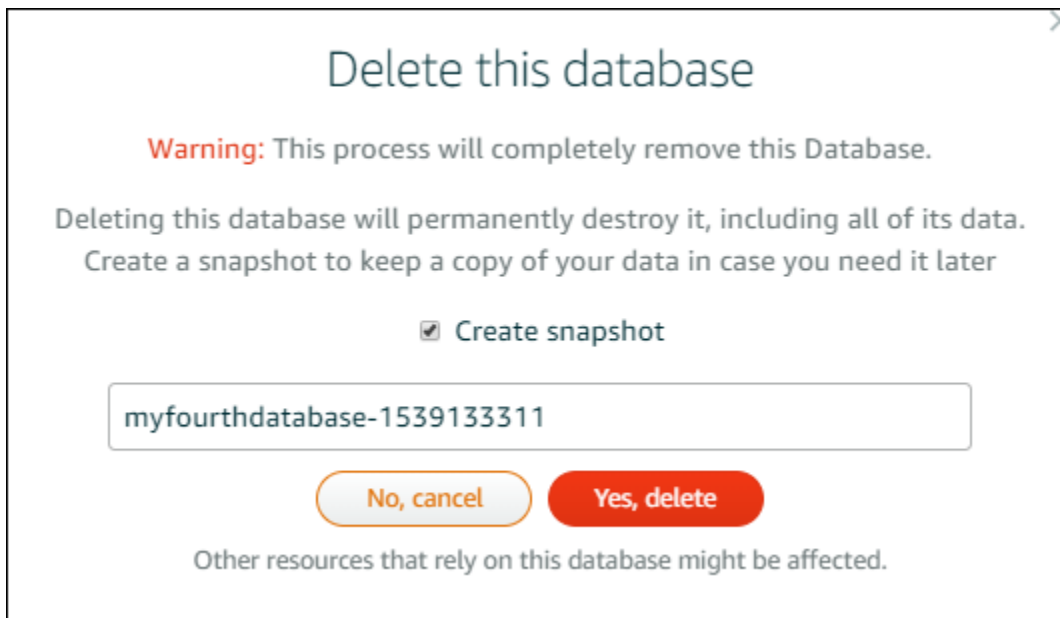 Delete this database
Warning: This process will completely remove this Database.
Deleting this database will permanently destroy it, including all of its data.
Create a snapshot to keep a copy of your data in case you need it later
Create snapshot
myfourthdatabase-1539133311
No, cancel
Yes, delete
Other resources that rely on this database might be affected.